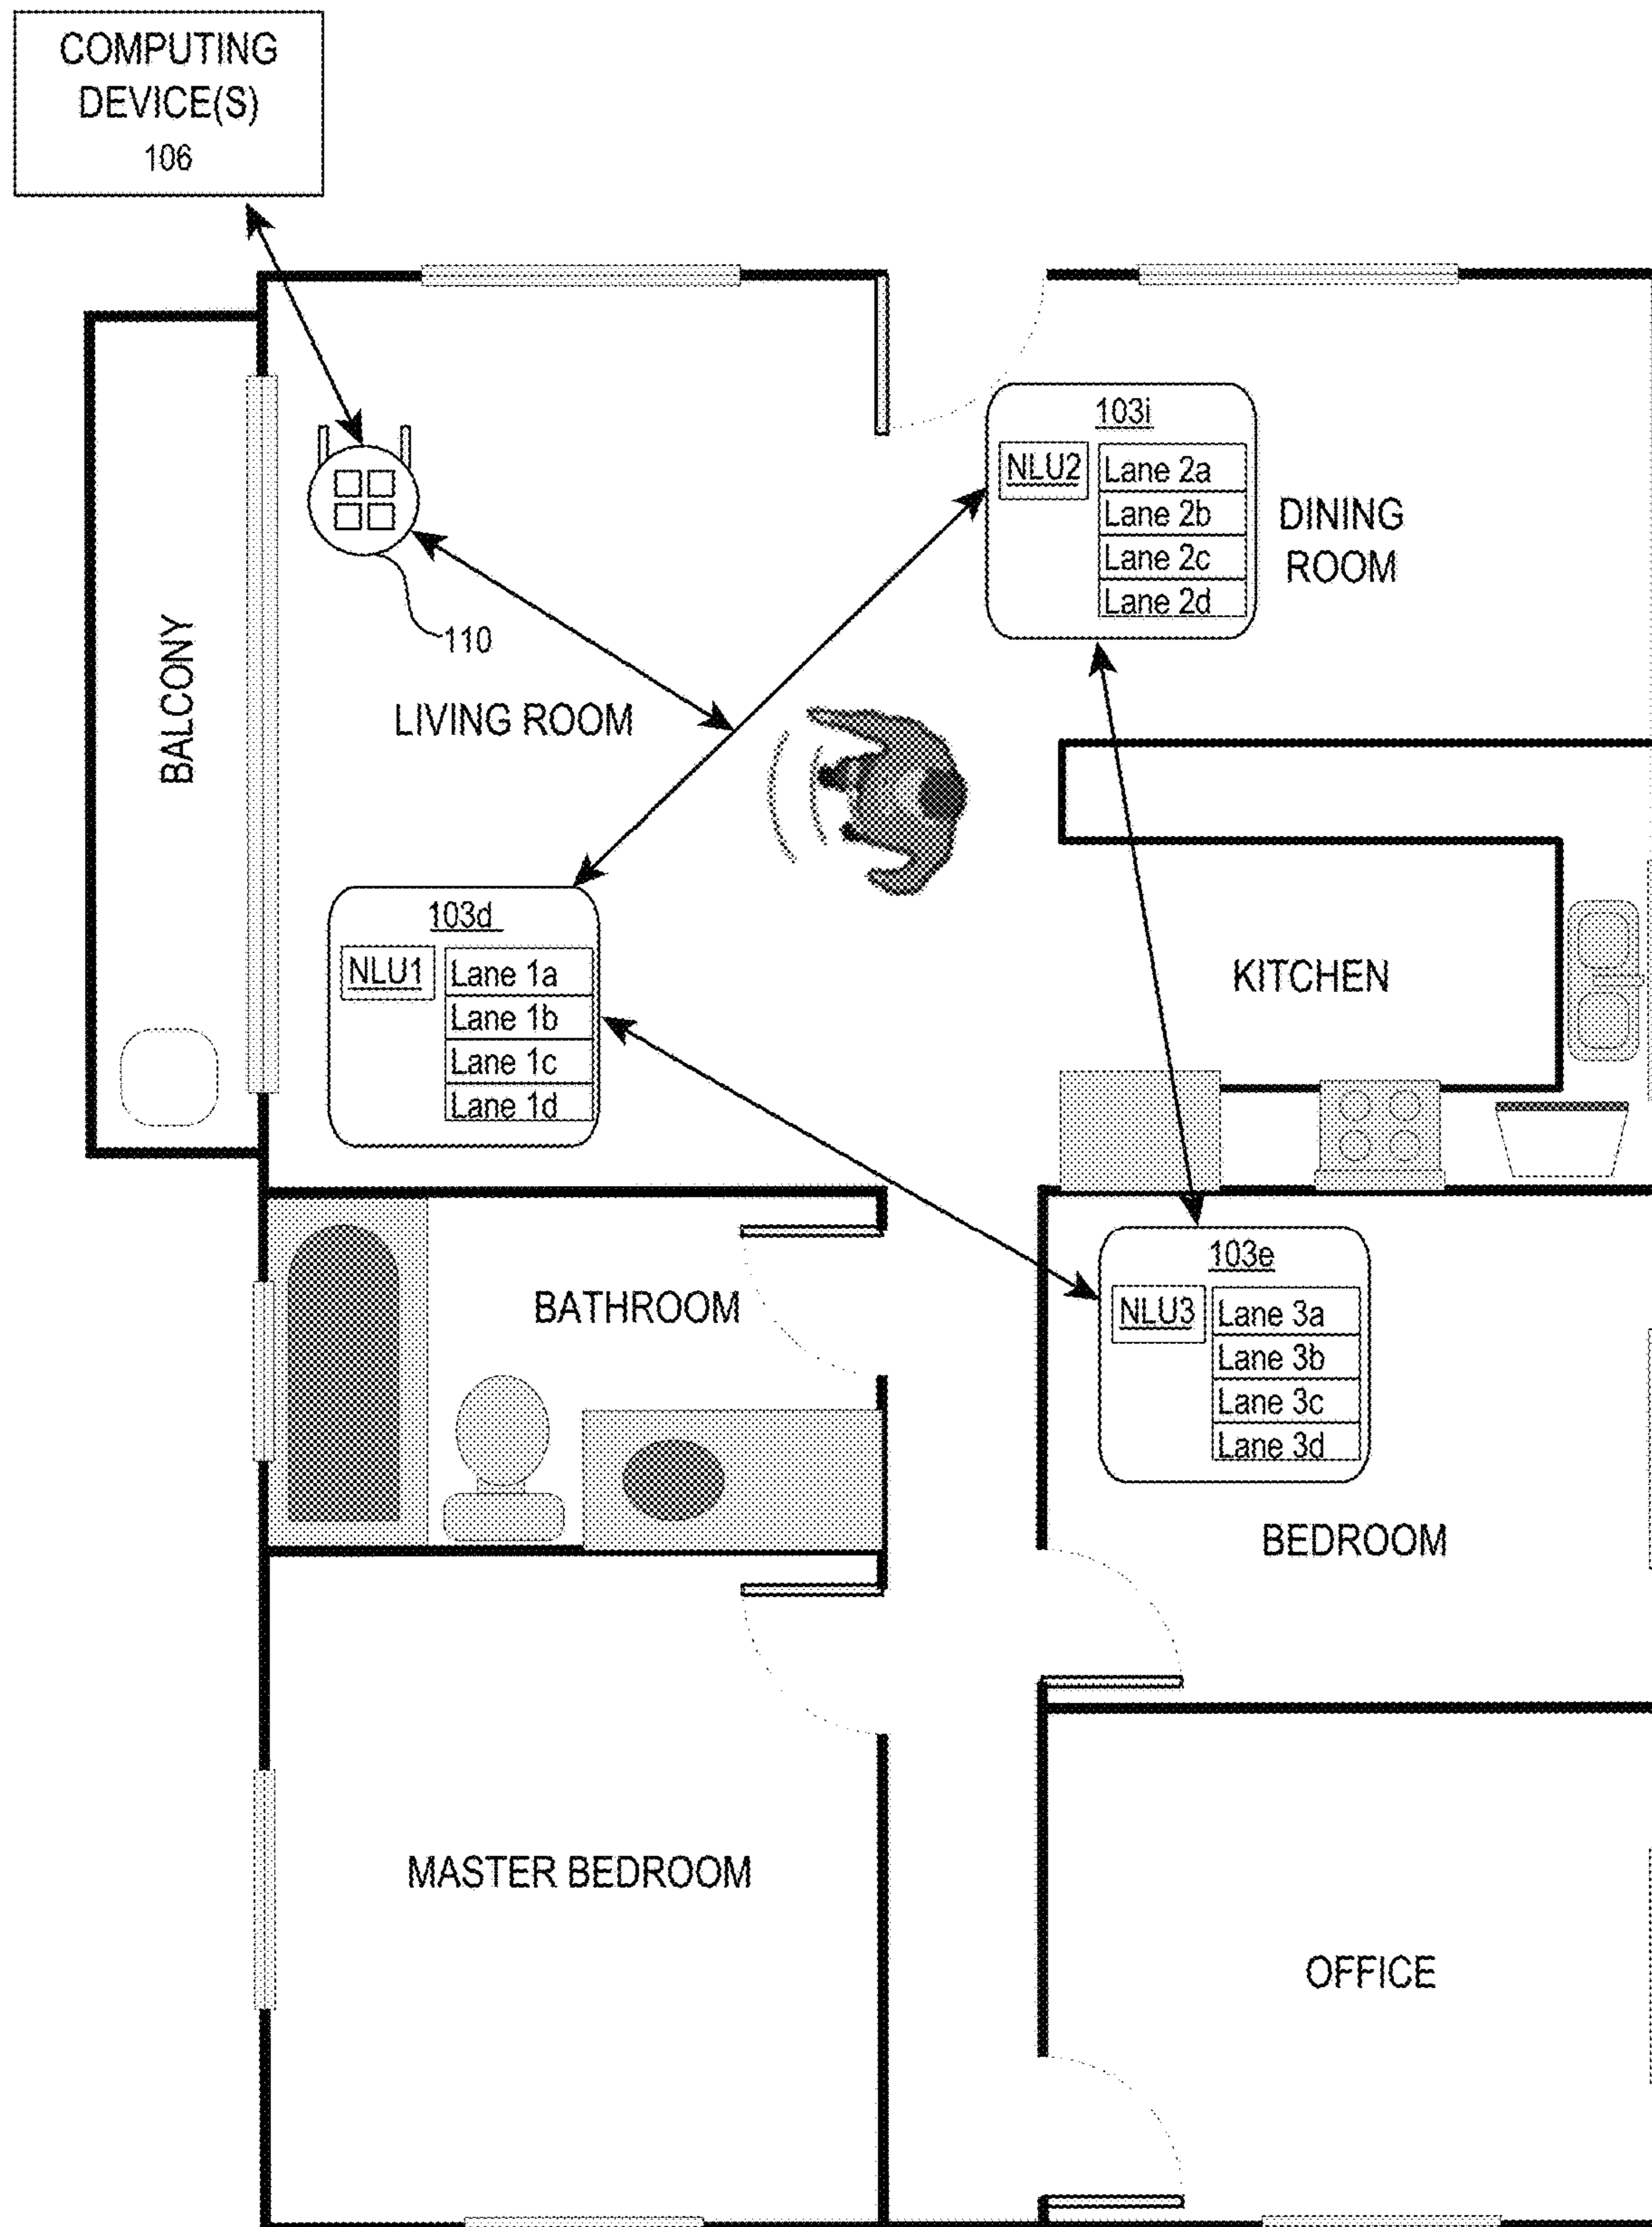 COMPUTING
DEVICE(S)
106
103i
NLU2
Lane 2a
Lane 2b
Lane 2c
Lane 2d
DINING
ROOM
110
BALCONY
LIVING ROOM
103d
NLU1
Lane 1a
Lane 1b
Lane 1c
Lane 1d
KITCHEN
103e
NLU3
Lane 3a
Lane 3b
Lane 3c
Lane 3d
BATHROOM
BEDROOM
MASTER BEDROOM
OFFICE